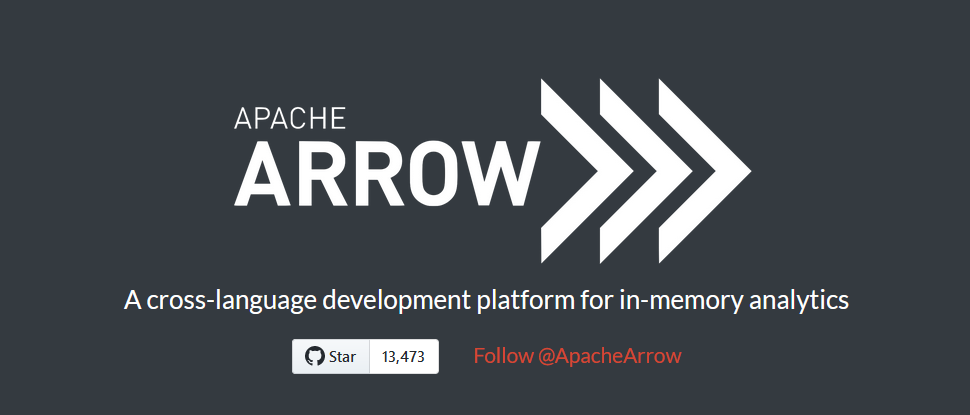 APACHE
ARROW
A cross-language development platform for in-memory analytics
Star 13,473 Follow @ApacheArrow